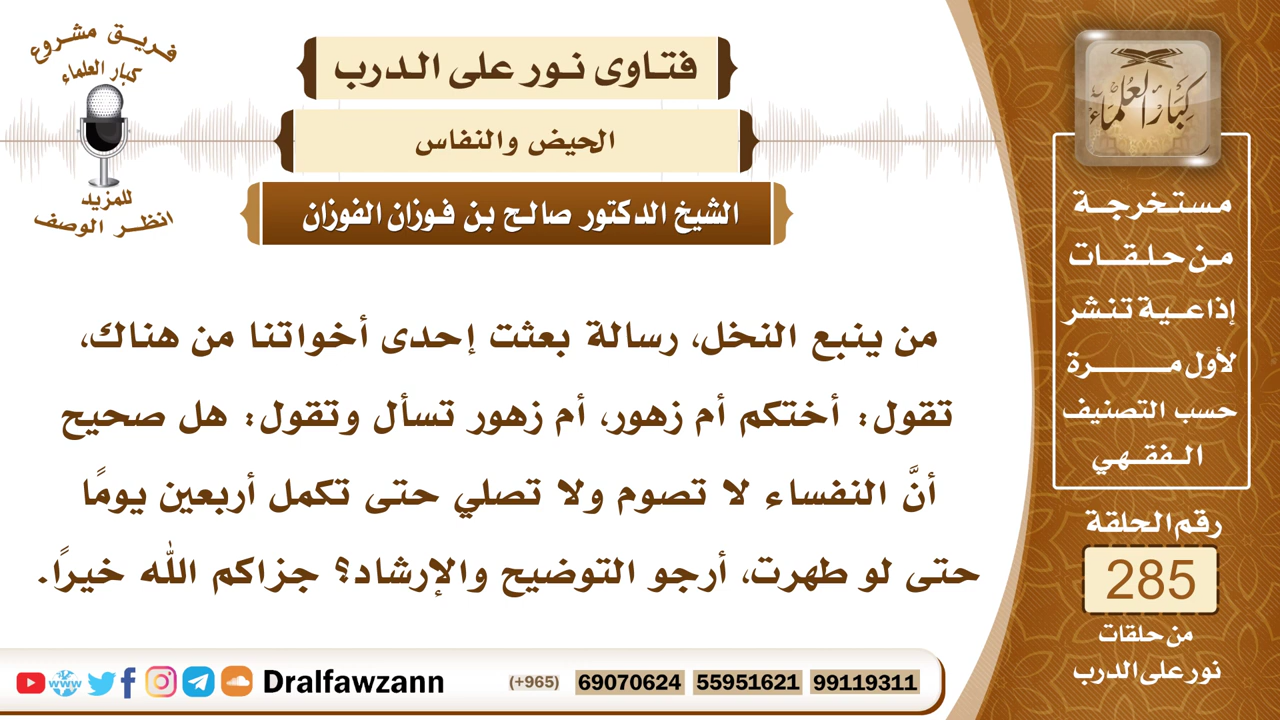 فريق مشروع
كبار العلماء
للمزيد
انظر الوصف
فتاوى نور على الدرب
الحيض والنفاس
الشيخ الدكتور صالح بن فوزان الفوزان
من ينبع النخل، رسالة بعثت إحدى أخواتنا من هناك،
تقول: أختكم أم زهور، أم زهور تسأل وتقول: هل صحيح
أنَّ النفساء لا تصوم ولا تصلي حتى تكمل أربعين يومًا
حتى لو طهرت، أرجو التوضيح والإرشاد؟ جزاكم الله خيرًا.
كبار العلماء
مستخرجة
من حلقات
إذاعية تنشر
لأول مرة
حسب التصنيف
الفقهي
رقم الحلقة
285
من حلقات
نور على الدرب
www Dralfawzann (+965) 69070624 55951621 99119311